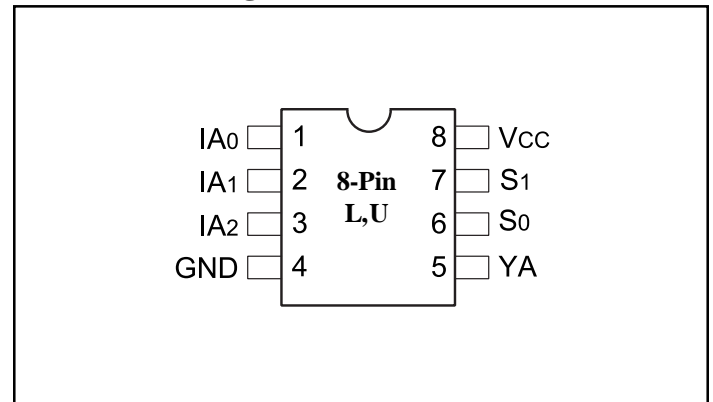 IA0 1 8 VCC
IA1 2 8-Pin 7 S1
IA2 3 L,U 6 S0
GND 4 5 YA